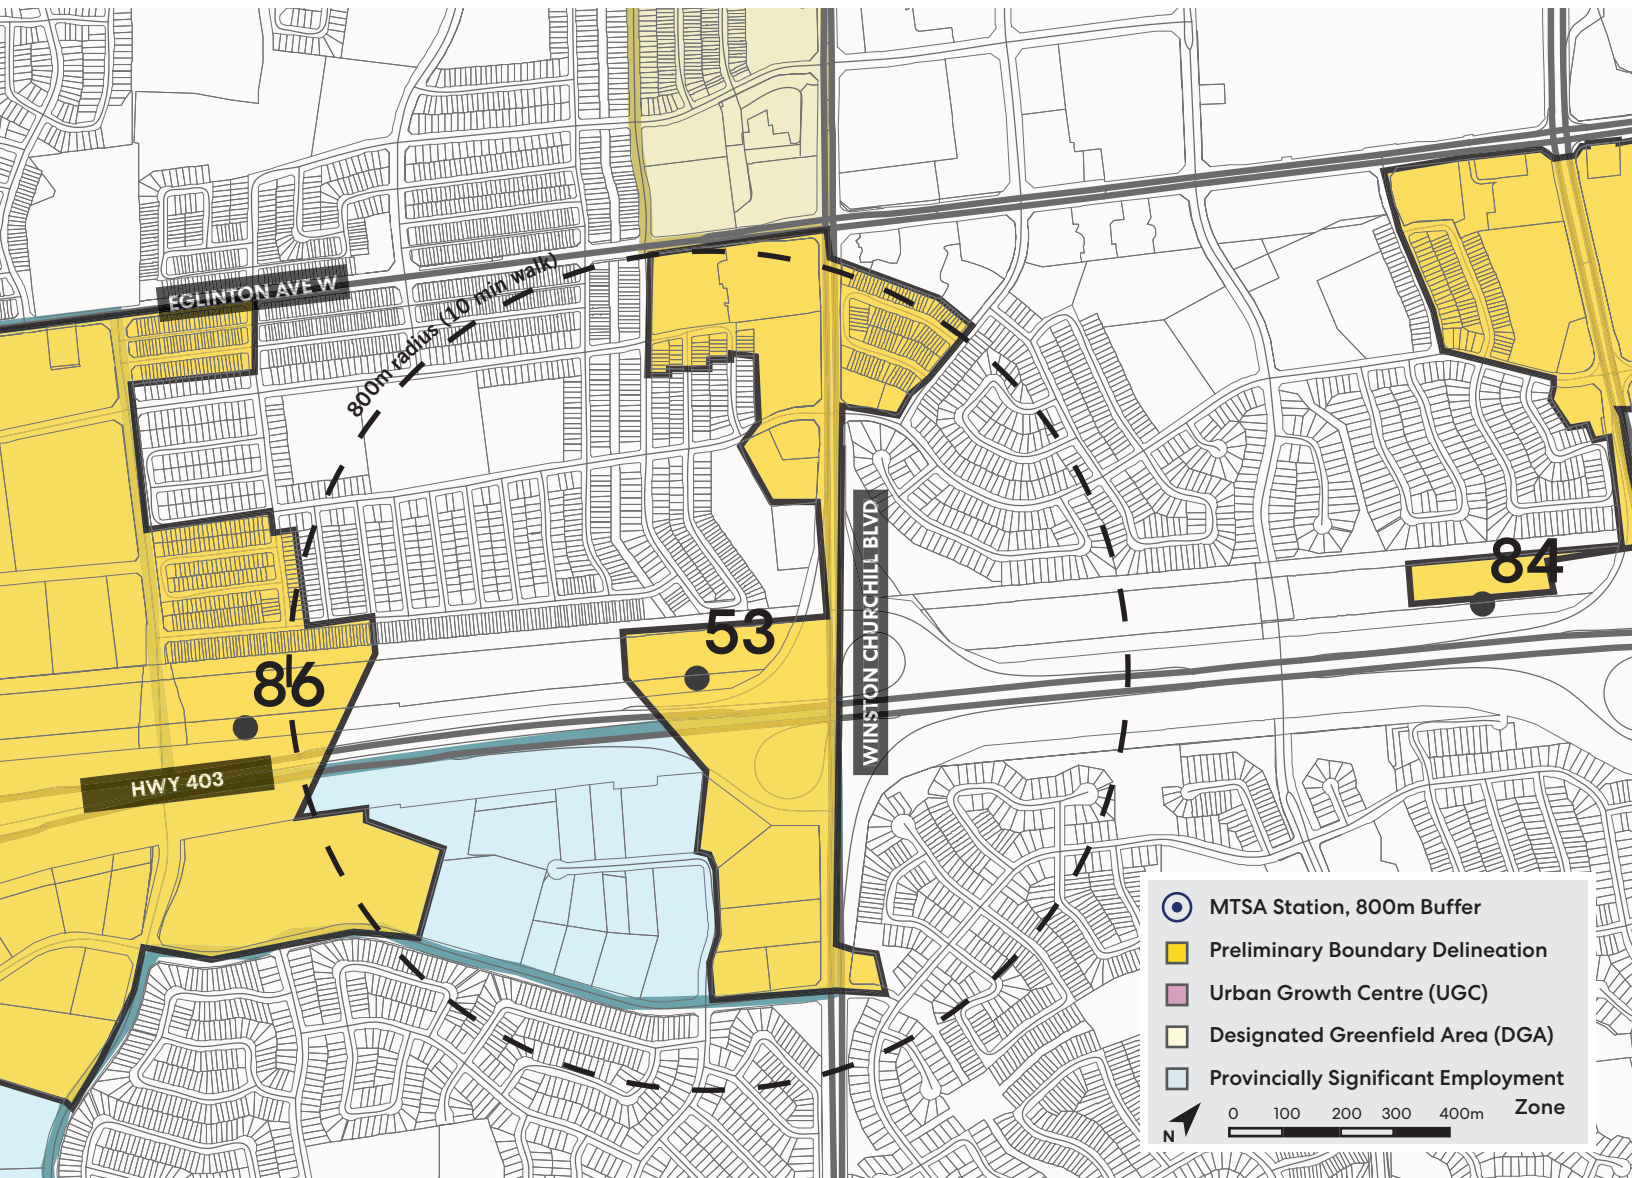 EGLINTON AVE W
800m radius (10 min walk)
WINSTON CHURCHILL BLVD
84
53
86
HWY 403
MTSA Station, 800m Buffer
Preliminary Boundary Delineation
Urban Growth Centre (UGC)
Designated Greenfield Area (DGA)
Provincially Significant Employment
Zone
N
0 100 200 300 400m